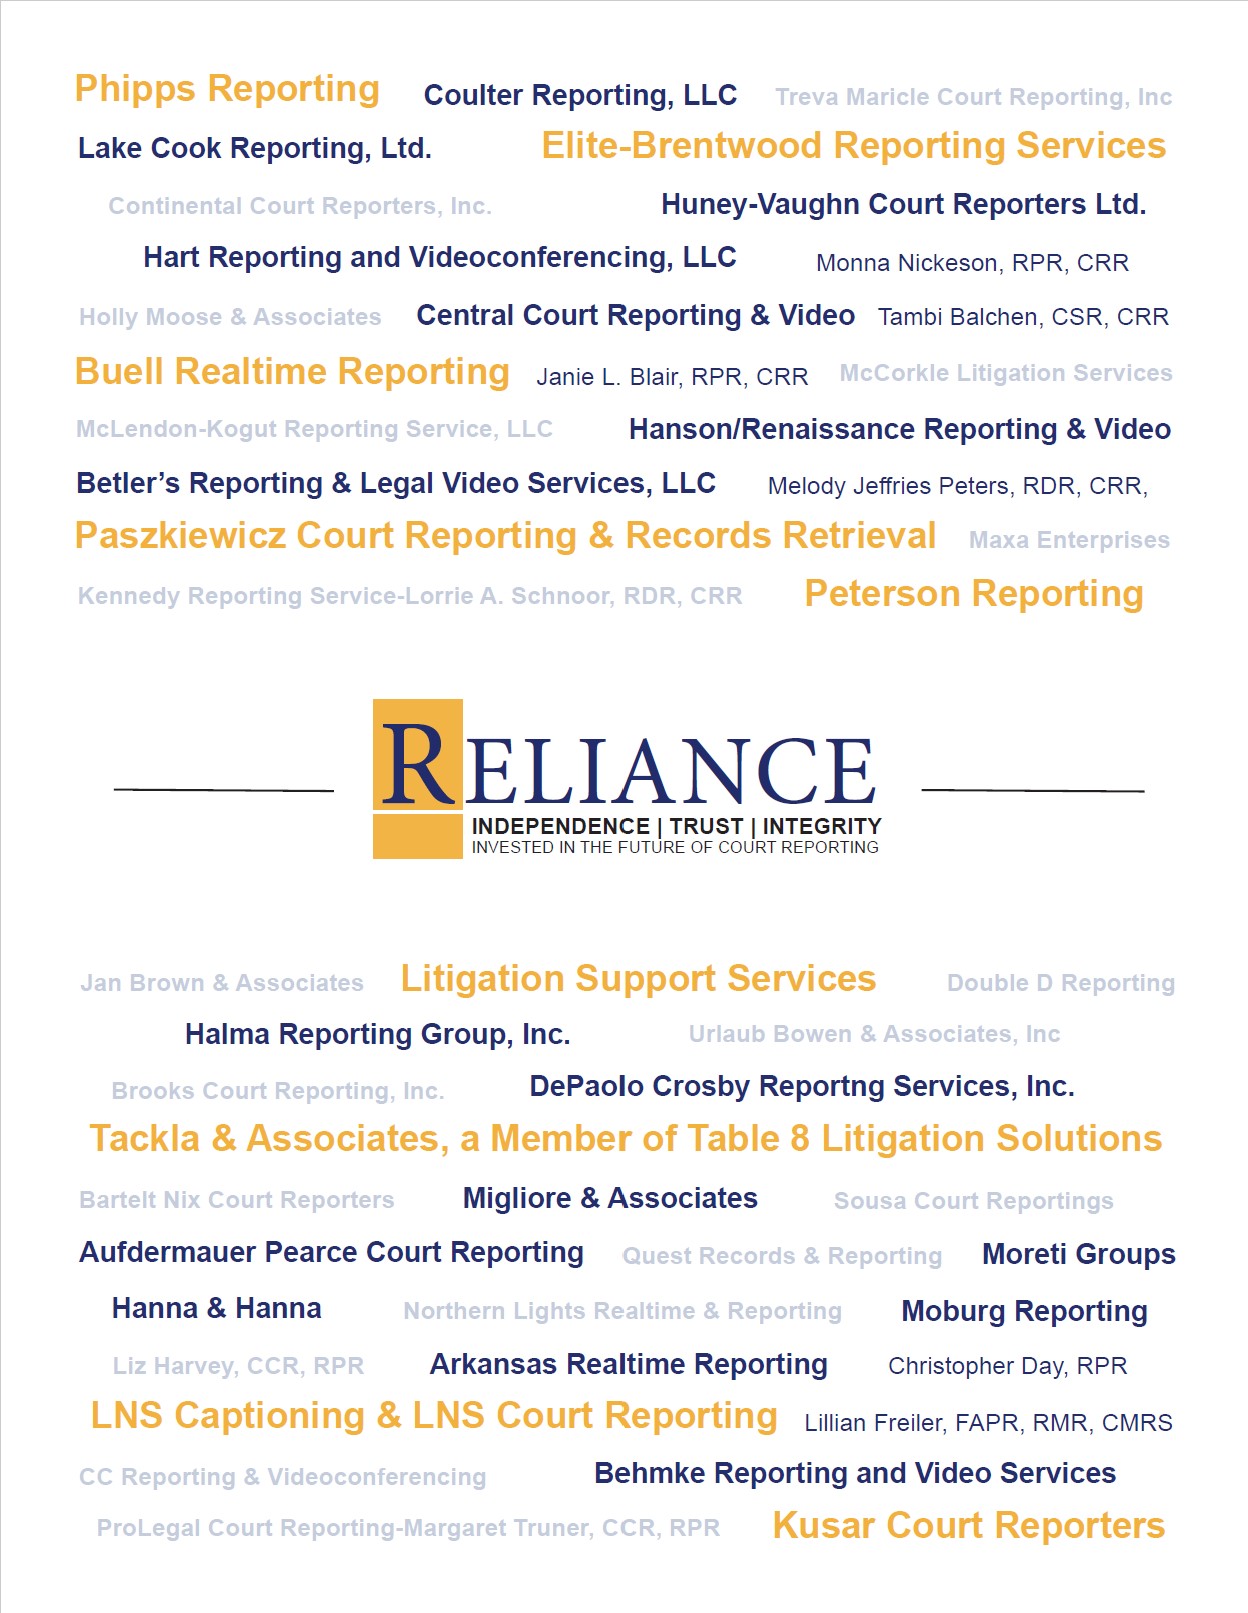 Phipps Reporting Coulter Reporting, LLC Treva Maricle Court Reporting, Inc
Lake Cook Reporting, Ltd. Elite-Brentwood Reporting Services
Continental Court Reporters, Inc. Huney-Vaughn Court Reporters Ltd.
Hart Reporting and Videoconferencing, LLC Monna Nickeson, RPR, CRR
Holly Moose & Associates Central Court Reporting & Video Tambi Balchen, CSR, CRR
Buell Realtime Reporting Janie L. Blair, RPR, CRR McCorkle Litigation Services
McLendon-Kogut Reporting Service, LLC Hanson/Renaissance Reporting & Video
Betler’s Reporting & Legal Video Services, LLC Melody Jeffries Peters, RDR, CRR,
Paszkiewicz Court Reporting & Records Retrieval Maxa Enterprises
Kennedy Reporting Service-Lorrie A. Schnoor, RDR, CRR Peterson Reporting
RELIANCE
INDEPENDENCE | TRUST | INTEGRITY
INVESTED IN THE FUTURE OF COURT REPORTING
Jan Brown & Associates Litigation Support Services Double D Reporting
Halma Reporting Group, Inc. Urlaub Bowen & Associates, Inc
Brooks Court Reporting, Inc. DePaolo Crosby Reportng Services, Inc.
Tackla & Associates, a Member of Table 8 Litigation Solutions
Bartelt Nix Court Reporters Migliore & Associates Sousa Court Reportings
Aufdermauer Pearce Court Reporting Quest Records & Reporting Moreti Groups
Hanna & Hanna Northern Lights Realtime & Reporting Moburg Reporting
Liz Harvey, CCR, RPR Arkansas Realtime Reporting Christopher Day, RPR
LNS Captioning & LNS Court Reporting Lillian Freiler, FAPR, RMR, CMRS
CC Reporting & Videoconferencing Behmke Reporting and Video Services
ProLegal Court Reporting-Margaret Truner, CCR, RPR Kusar Court Reporters